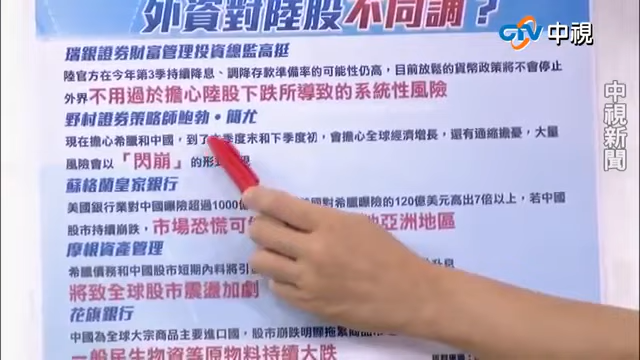 外資對陸股不同調？
CTV中視
中視新聞
瑞銀證券財富管理投資總監高挺
陸官方在今年第3季持續降息、調降存款準備率的可能性仍高，目前放鬆的貨幣政策將不會停止
外界不用過於擔心陸股下跌所導致的系統性風險
野村證券策略師鮑勃・簡尤
現在擔心希臘和中國，到了本季度末和下季度初，會擔心全球經濟增長，還有通縮擔憂，大量
風險會以「閃崩」的形式
蘇格蘭皇家銀行
美國銀行業對中國曝險超過1000億 美國對希臘曝險的120億美元高出7倍以上，若中國
股市持續崩跌，市場恐慌可 亞洲地區
摩根資產管理
希臘債務和中國股市短期內料將引
將致全球股市震盪加劇
花旗銀行
中國為全球大宗商品主要進口國，股市崩跌明顯拖累
一般民生物資等原物料持續大跌